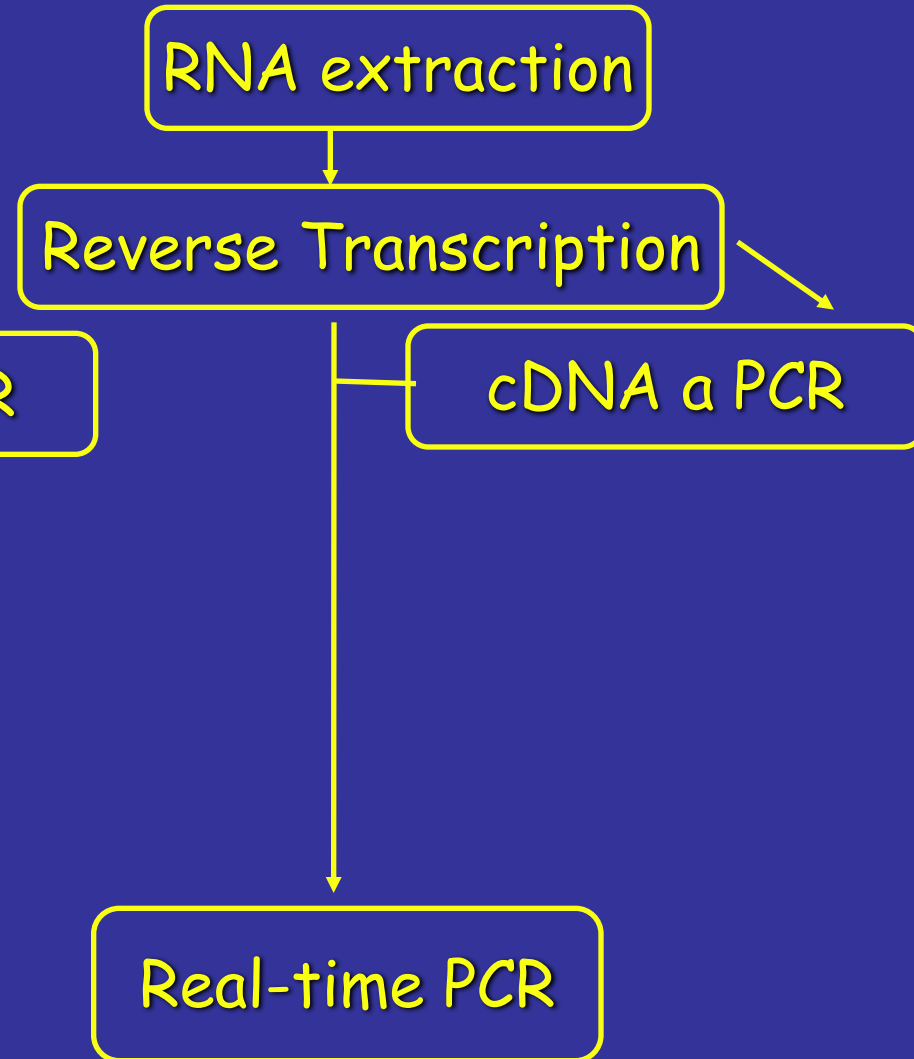 RNA extraction
Reverse Transcription
R
cDNA a PCR
Real-time PCR